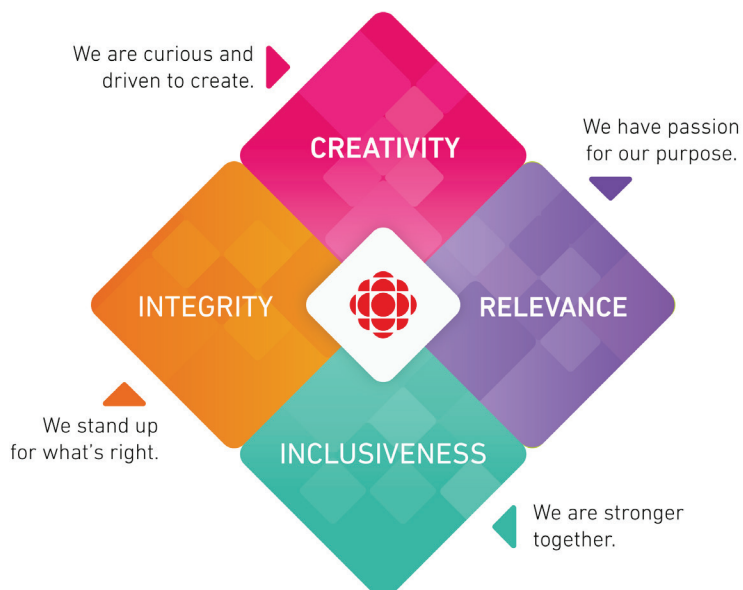 We are curious and
driven to create.
CREATIVITY
We have passion
for our purpose.
INTEGRITY
RELEVANCE
We stand up
for what's right.
INCLUSIVENESS
We are stronger
together.